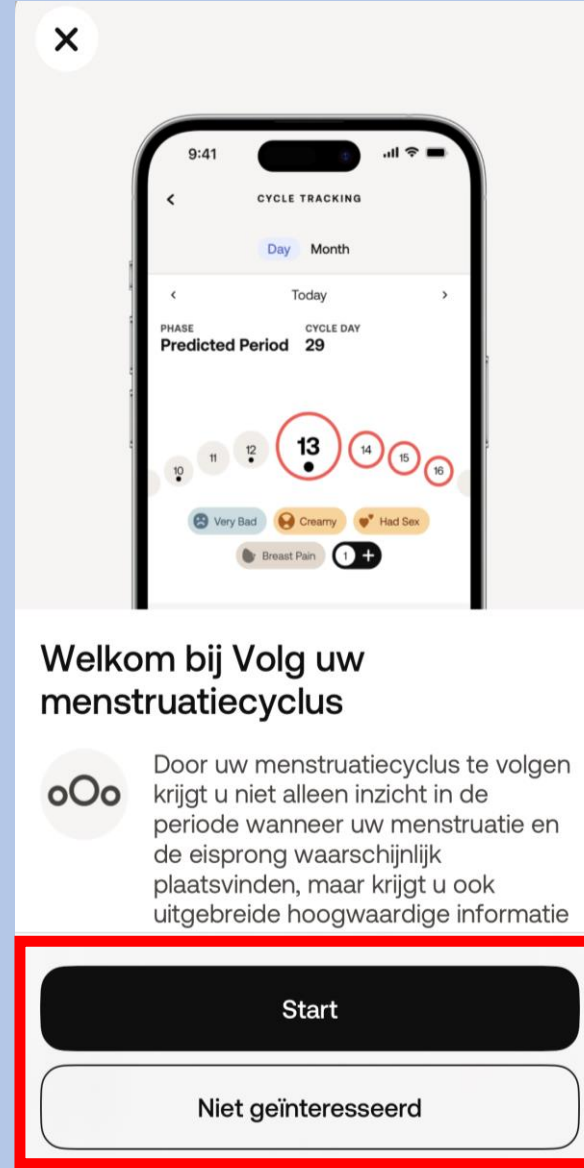 9:41
CYCLE TRACKING
Day Month
Today
PHASE CYCLE DAY
Predicted Period 29
10 11 12 13 14 15 16
Very Bad Creamy Had Sex
Breast Pain 1 +
Welkom bij Volg uw
menstruatiecyclus
Door uw menstruatiecyclus te volgen
krijgt u niet alleen inzicht in de
periode wanneer uw menstruatie en
de eisprong waarschijnlijk
plaatsvinden, maar krijgt u ook
uitgebreide hoogwaardige informatie
Start
Niet geïnteresseerd